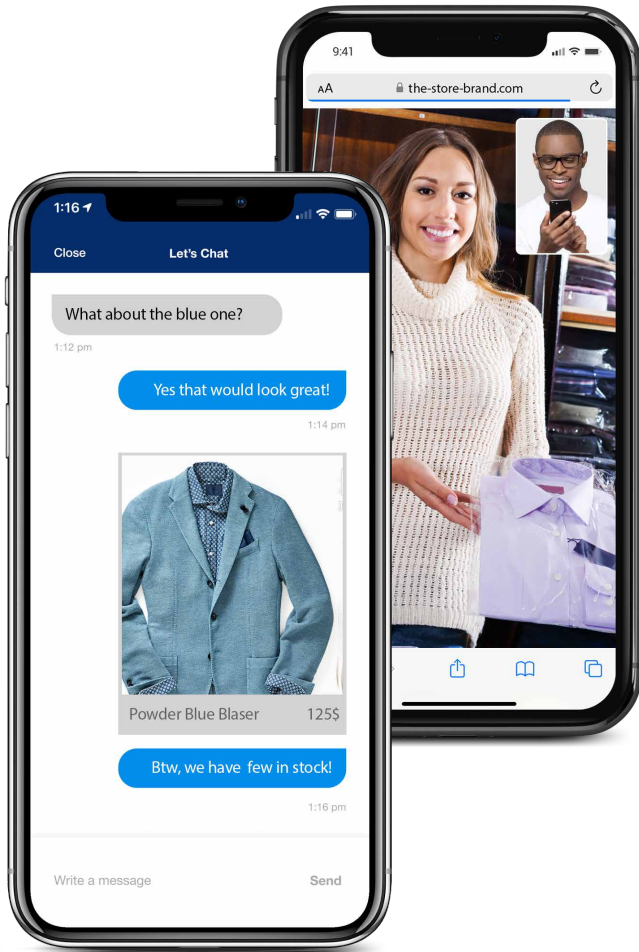 9:41
AA the-store-brand.com
1:16
Close Let's Chat
What about the blue one?
1:12 pm
Yes that would look great!
1:14 pm
Powder Blue Blaser 125$
Btw, we have few in stock!
1:16 pm
Write a message Send